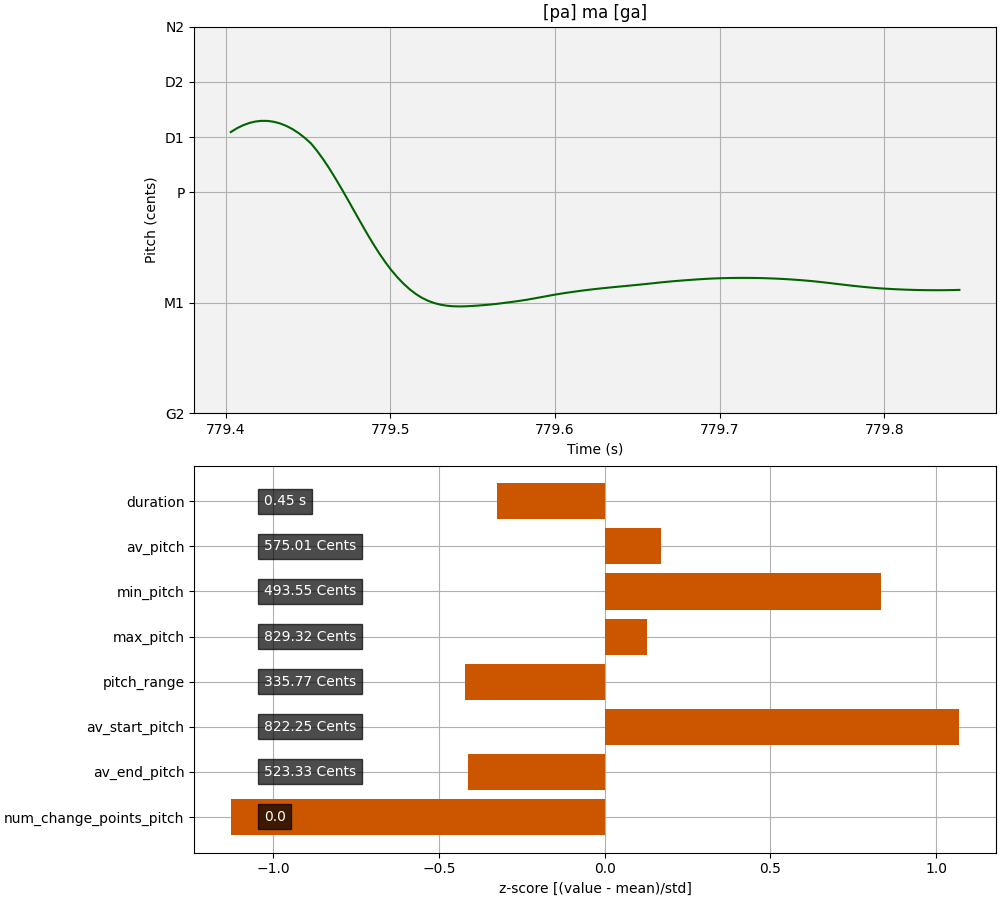 [pa] ma [ga]
N2
D2
D1
P
M1
G2
Pitch (cents)
779.4 779.5 779.6 779.7 779.8
Time (s)
duration 0.45 s
av_pitch 575.01 Cents
min_pitch 493.55 Cents
max_pitch 829.32 Cents
pitch_range 335.77 Cents
av_start_pitch 822.25 Cents
av_end_pitch 523.33 Cents
num_change_points_pitch 0.0
−1.0 −0.5 0.0 0.5 1.0
z-score [(value - mean)/std]